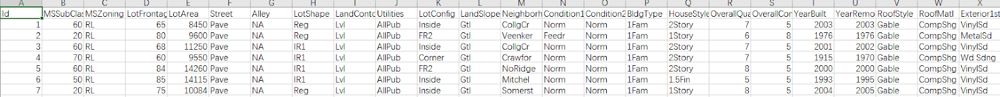 A B C D E F G H I J K L M N O P Q R S T U V W X
Id MSSubClas MSZoning LotFrontag LotArea Street Alley LotShape LandConto Utilities LotConfig LandSlope Neighborh Condition1 Condition2 BldgType HouseStyle OverallQua OverallCon YearBuilt YearRemo RoofStyle RoofMatl Exterior1st
1 60 RL 65 8450 Pave NA Reg Lvl AllPub Inside Gtl CollgCr Norm Norm 1Fam 2Story 7 5 2003 2003 Gable CompShg VinylSd
2 20 RL 80 9600 Pave NA Reg Lvl AllPub FR2 Gtl Veenker Feedr Norm 1Fam 1Story 6 8 1976 1976 Gable CompShg MetalSd
3 60 RL 68 11250 Pave NA IR1 Lvl AllPub Inside Gtl CollgCr Norm Norm 1Fam 2Story 7 5 2001 2002 Gable CompShg VinylSd
4 70 RL 60 9550 Pave NA IR1 Lvl AllPub Corner Gtl Crawfor Norm Norm 1Fam 2Story 7 5 1915 1970 Gable CompShg Wd Sdng
5 60 RL 84 14260 Pave NA IR1 Lvl AllPub FR2 Gtl NoRidge Norm Norm 1Fam 2Story 8 5 2000 2000 Gable CompShg VinylSd
6 50 RL 85 14115 Pave NA IR1 Lvl AllPub Inside Gtl Mitchel Norm Norm 1Fam 1.5Fin 5 5 1993 1995 Gable CompShg VinylSd
7 20 RL 75 10084 Pave NA Reg Lvl AllPub Inside Gtl Somerst Norm Norm 1Fam 1Story 8 5 2004 2005 Gable CompShg VinylSd